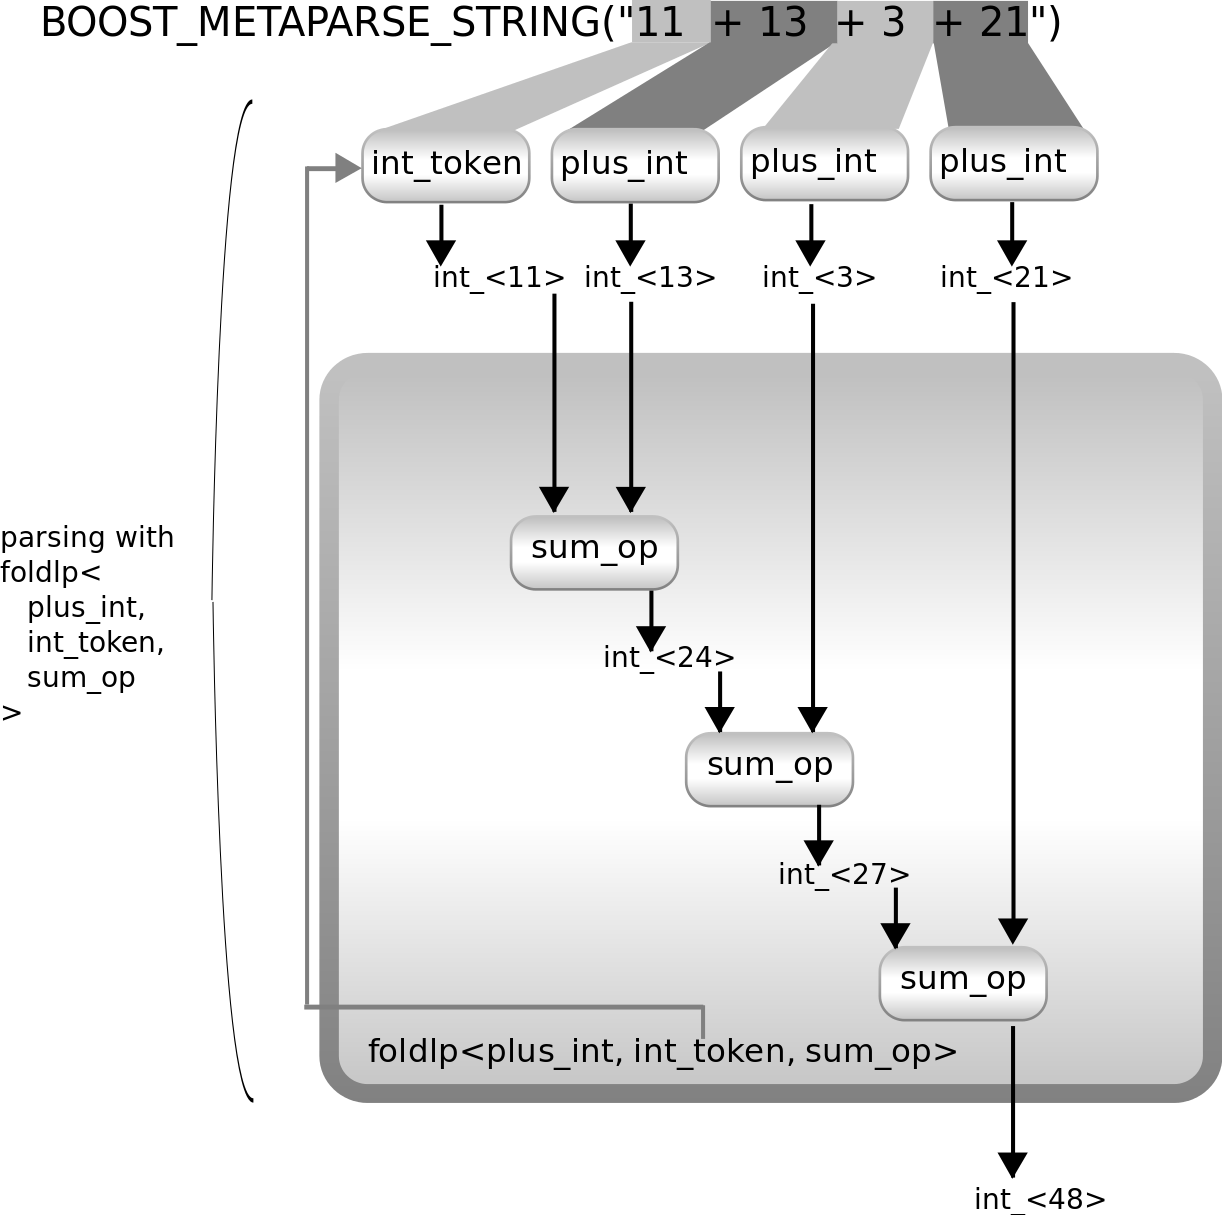 BOOST_METAPARSE_STRING("11 + 13 + 3 + 21")
int_token plus_int plus_int plus_int
int_<11> int_<13> int_<3> int_<21>
parsing with
foldlp<
plus_int,
int_token,
sum_op
>
sum_op
int_<24>
sum_op
int_<27>
sum_op
foldlp<plus_int, int_token, sum_op>
int_<48>